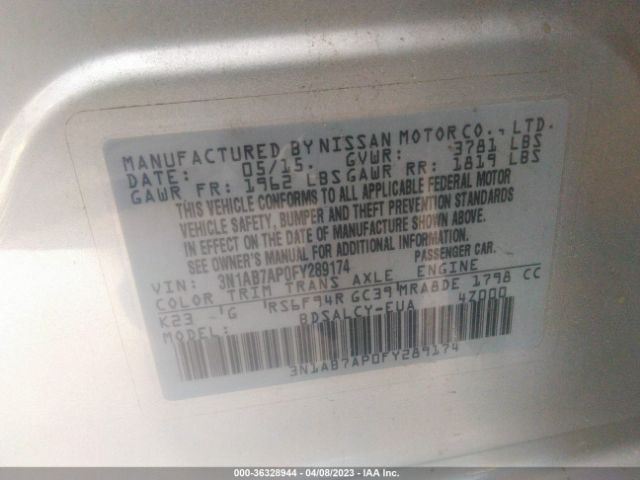 MANUFACTURED BY NISSAN MOTOR CO., LTD.
DATE: 05/15. GVWR: 3781 LBS
GAWR FR: 1962 LBS GAWR RR: 1819 LBS
THIS VEHICLE CONFORMS TO ALL APPLICABLE FEDERAL MOTOR
VEHICLE SAFETY, BUMPER AND THEFT PREVENTION STANDARDS
IN EFFECT ON THE DATE OF MANUFACTURE SHOWN ABOVE.
SEE OWNER'S MANUAL FOR ADDITIONAL INFORMATION.
VIN: 3N1AB7AP0FY289174 PASSENGER CAR.
COLOR TRIM TRANS AXLE ENGINE
K23 'G 'RS6F94R GC39 MRA8DE 1798 CC
MODEL: BDSALCY-EUA 4Z000
3N1AB7AP0FY289174
000-36328944 / 04/08/2023 - IAA Inc.